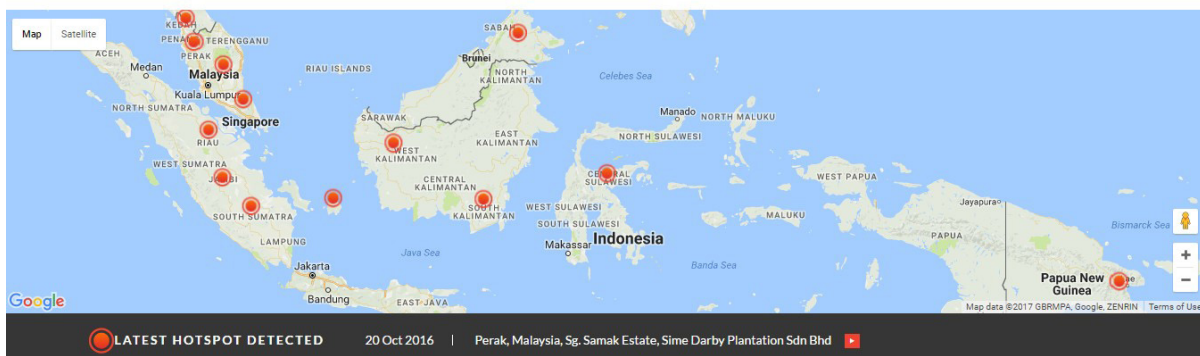 Map Satellite
KEDAH
PENANG TERENGGANU
PERAK
ACEH
Medan
Malaysia
Kuala Lumpur
RIAU ISLANDS
NORTH SUMATRA
Singapore
RIAU
WEST SUMATRA
JAMBI
SOUTH SUMATRA
LAMPUNG
Jakarta
Bandung
EAST JAVA
Java Sea
SABAH
Brunei
NORTH
KALIMANTAN
SARAWAK
EAST
KALIMANTAN
WEST
KALIMANTAN
CENTRAL
KALIMANTAN
SOUTH
KALIMANTAN
Celebes Sea
Manado
NORTH MALUKU
NORTH SULAWESI
CENTRAL
SULAWESI
WEST SULAWESI
SOUTH SULAWESI
Makassar
Indonesia
MALUKU
Banda Sea
WEST PAPUA
Jayapura
PAPUA
Bismarck Sea
Papua New
Guinea
Google
Map data ©2017 GBRMPA, Google, ZENRIN Terms of Use
LATEST HOTSPOT DETECTED 20 Oct 2016 | Perak, Malaysia, Sg. Samak Estate, Sime Darby Plantation Sdn Bhd